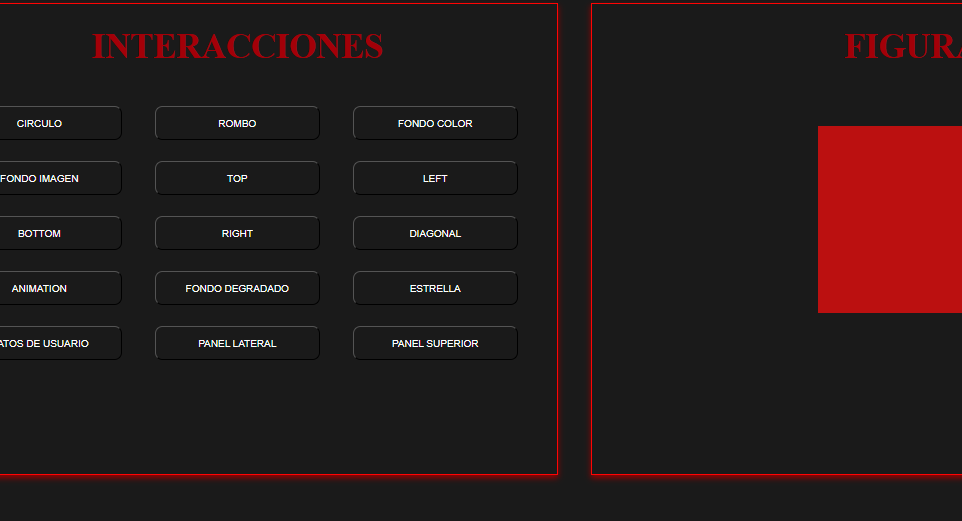 INTERACCIONES
CIRCULO ROMBO FONDO COLOR
FONDO IMAGEN TOP LEFT
BOTTOM RIGHT DIAGONAL
ANIMATION FONDO DEGRADADO ESTRELLA
ATOS DE USUARIO PANEL LATERAL PANEL SUPERIOR
FIGURA